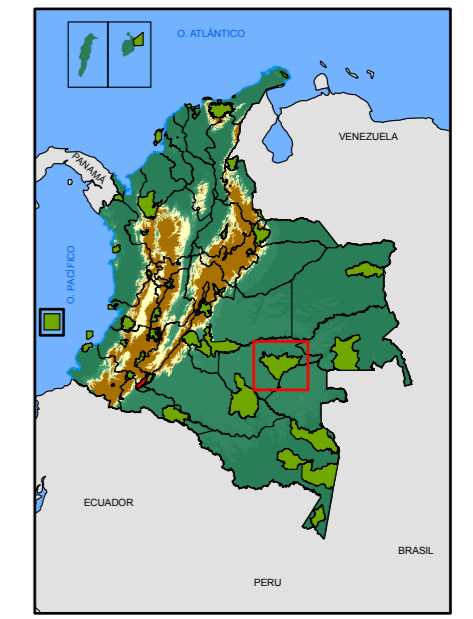 O. ATLÁNTICO
VENEZUELA
PANAMÁ
O. PACÍFICO
ECUADOR
BRASIL
PERU